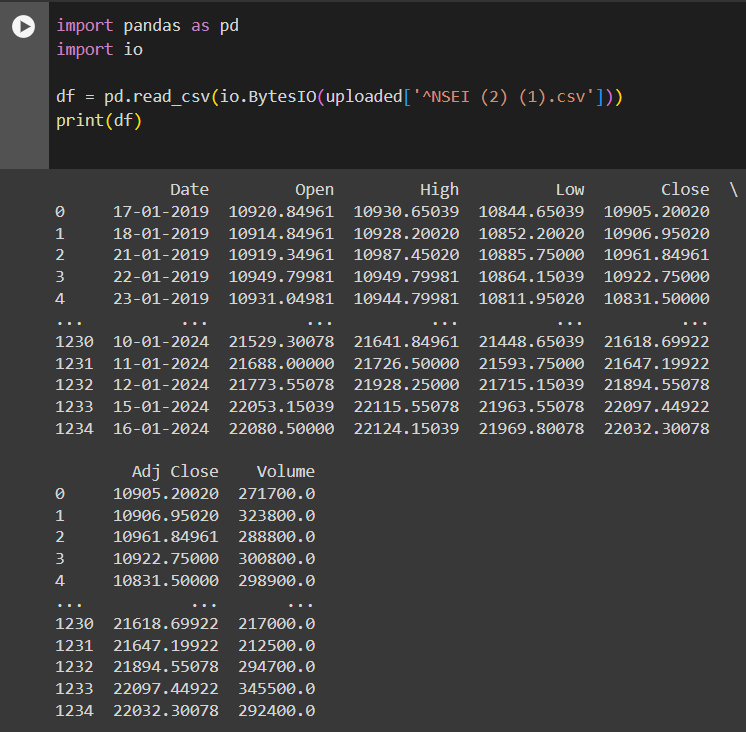 import pandas as pd
import io
df = pd.read_csv(io.BytesIO(uploaded['^NSEI (2) (1).csv']))
print(df)
Date Open High Low Close \
0 17-01-2019 10920.84961 10930.65039 10844.65039 10905.20020
1 18-01-2019 10914.84961 10928.20020 10852.20020 10906.95020
2 21-01-2019 10919.34961 10987.45020 10885.75000 10961.84961
3 22-01-2019 10949.79981 10949.79981 10864.15039 10922.75000
4 23-01-2019 10931.04981 10944.79981 10811.95020 10831.50000
... ... ... ... ... ...
1230 10-01-2024 21529.30078 21641.84961 21448.65039 21618.69922
1231 11-01-2024 21688.00000 21726.50000 21593.75000 21647.19922
1232 12-01-2024 21773.55078 21928.25000 21715.15039 21894.55078
1233 15-01-2024 22053.15039 22115.55078 21963.55078 22097.44922
1234 16-01-2024 22080.50000 22124.15039 21969.80078 22032.30078
Adj Close Volume
0 10905.20020 271700.0
1 10906.95020 323800.0
2 10961.84961 288800.0
3 10922.75000 300800.0
4 10831.50000 298900.0
... ... ...
1230 21618.69922 217000.0
1231 21647.19922 212500.0
1232 21894.55078 294700.0
1233 22097.44922 345500.0
1234 22032.30078 292400.0